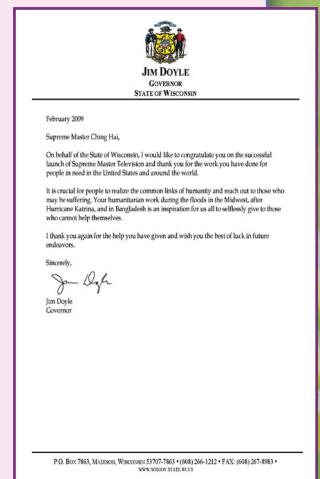 JIM DOYLE
GOVERNOR
STATE OF WISCONSIN
February 2009
Supreme Master Ching Hai,
On behalf of the State of Wisconsin, I would like to congratulate you on the successful
launch of Supreme Master Television and thank you for the work you have done for
people in need in the United States and around the world.
It is crucial for people to realize the common links of humanity and reach out to those who
may be suffering. Your humanitarian work during the floods in the Midwest, after
Hurricane Katrina, and in Bangladesh is an inspiration for us all to selflessly give to those
who cannot help themselves.
I thank you again for the help you have given and wish you the best of luck in future
endeavors.
Sincerely,
Jim Doyle
Jim Doyle
Governor
P.O. BOX 7863, MADISON, WISCONSIN 53707-7863 • (608) 266-1212 • FAX: (608) 267-8983 •
WWW.WISGOV.STATE.WI.US